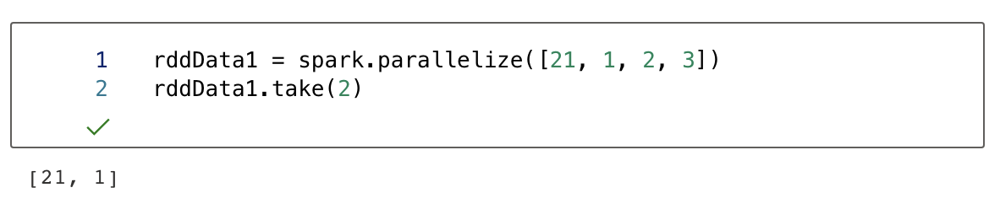 1 rddData1 = spark.parallelize([21, 1, 2, 3])
2 rddData1.take(2)
[21, 1]